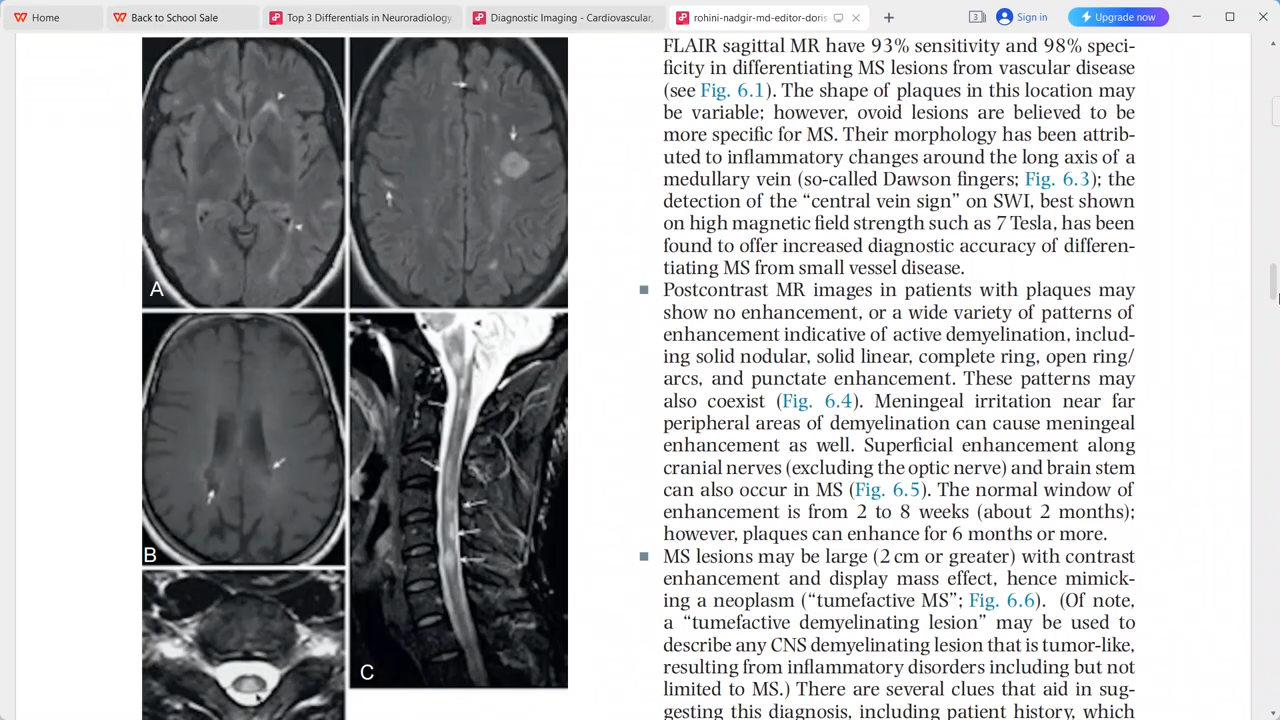 Home
Back to School Sale
Top 3 Differentials in Neuroradiology
Diagnostic Imaging - Cardiovascular,
rohini-nadgir-md-editor-doris
3
Sign in
Upgrade now
A
B
C
FLAIR sagittal MR have 93% sensitivity and 98% speci-
ficity in differentiating MS lesions from vascular disease
(see Fig. 6.1). The shape of plaques in this location may
be variable; however, ovoid lesions are believed to be
more specific for MS. Their morphology has been attrib-
uted to inflammatory changes around the long axis of a
medullary vein (so-called Dawson fingers; Fig. 6.3); the
detection of the “central vein sign” on SWI, best shown
on high magnetic field strength such as 7 Tesla, has been
found to offer increased diagnostic accuracy of differen-
tiating MS from small vessel disease.
■ Postcontrast MR images in patients with plaques may
show no enhancement, or a wide variety of patterns of
enhancement indicative of active demyelination, includ-
ing solid nodular, solid linear, complete ring, open ring/
arcs, and punctate enhancement. These patterns may
also coexist (Fig. 6.4). Meningeal irritation near far
peripheral areas of demyelination can cause meningeal
enhancement as well. Superficial enhancement along
cranial nerves (excluding the optic nerve) and brain stem
can also occur in MS (Fig. 6.5). The normal window of
enhancement is from 2 to 8 weeks (about 2 months);
however, plaques can enhance for 6 months or more.
■ MS lesions may be large (2 cm or greater) with contrast
enhancement and display mass effect, hence mimick-
ing a neoplasm (“tumefactive MS”; Fig. 6.6). (Of note,
a “tumefactive demyelinating lesion” may be used to
describe any CNS demyelinating lesion that is tumor-like,
resulting from inflammatory disorders including but not
limited to MS.) There are several clues that aid in sug-
gesting this diagnosis, including patient history, which